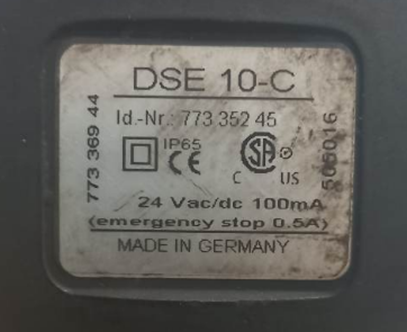 DSE 10-C
Id.-Nr.: 773 352 45
773 369 44
IP65
CE
SA
C US
506016
24 Vac/dc 100mA
(emergency stop 0.5A)
MADE IN GERMANY